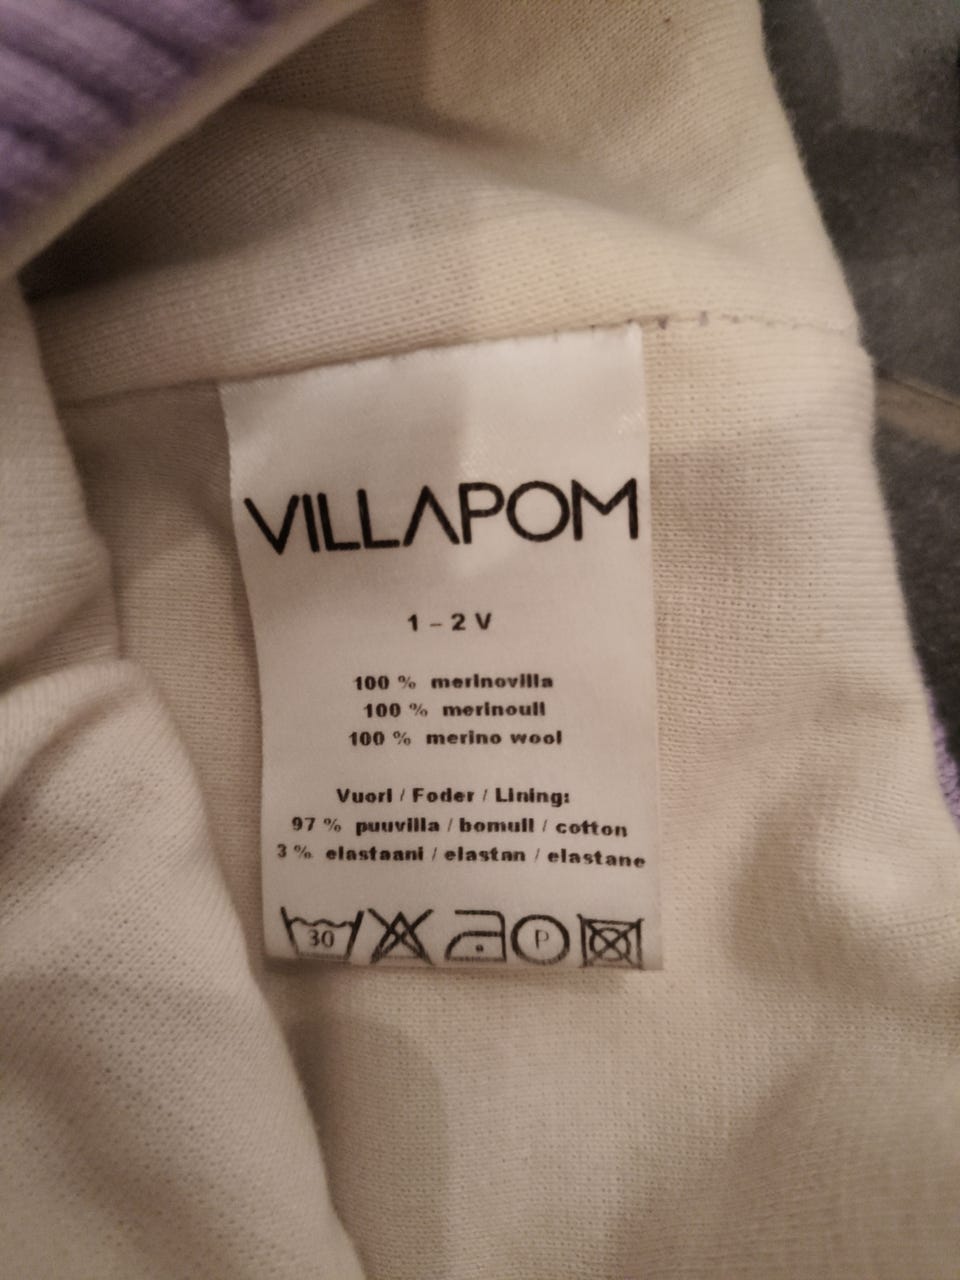 VILLAPOM
1 – 2 V
100 % merinovilla
100 % merinoull
100 % merino wool
Vuori / Foder / Lining:
97 % puuvilla / bomull / cotton
3 % elastaani / elastan / elastane
30 P